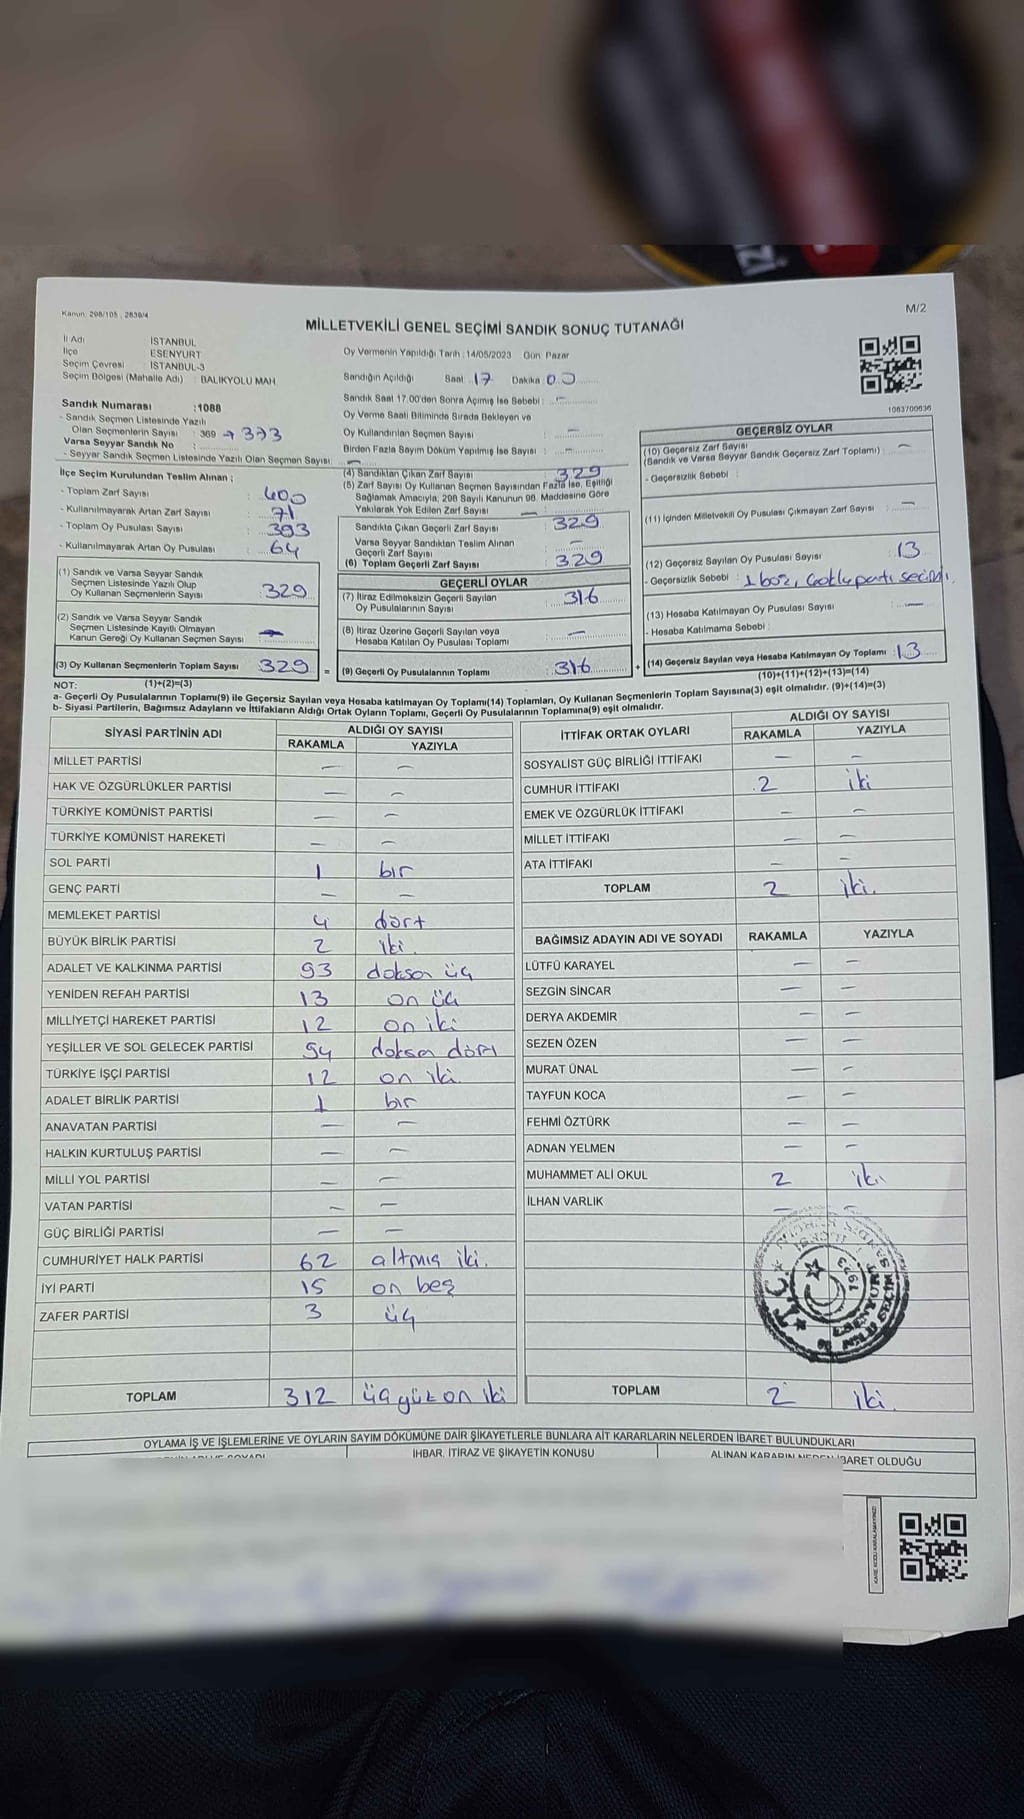 Kanun: 298/105 , 2839/4
M/2
MİLLETVEKİLİ GENEL SEÇİMİ SANDIK SONUÇ TUTANAĞI
İl Adı : İSTANBUL
İlçe : ESENYURT
Seçim Çevresi : İSTANBUL-3
Seçim Bölgesi (Mahalle Adı) : BALIKYOLU MAH.
Oy Vermenin Yapıldığı Tarih :14/05/2023 Gün: Pazar
Sandığın Açıldığı Saat :17 Dakika :00
Sandık Saat 17.00'den Sonra Açımış İse Sebebi : —
Oy Verme Saati Bitiminde Sırada Bekleyen ve
Oy Kullandırılan Seçmen Sayısı : —
Birden Fazla Sayım Döküm Yapılmış İse Sayısı : —
1083700636
Sandık Numarası :1088
- Sandık Seçmen Listesinde Yazılı
Olan Seçmenlerin Sayısı : 369 → 373
Varsa Seyyar Sandık No :
- Seyyar Sandık Seçmen Listesinde Yazılı Olan Seçmen Sayısı : —
İlçe Seçim Kurulundan Teslim Alınan ;
- Toplam Zarf Sayısı : 400
- Kullanılmayarak Artan Zarf Sayısı : 71
- Toplam Oy Pusulası Sayısı : 393
- Kullanılmayarak Artan Oy Pusulası : 64
(1) Sandık ve Varsa Seyyar Sandık
Seçmen Listesinde Yazılı Olup
Oy Kullanan Seçmenlerin Sayısı : 329
(2) Sandık ve Varsa Seyyar Sandık
Seçmen Listesinde Kayıtlı Olmayan
Kanun Gereği Oy Kullanan Seçmen Sayısı : —
(3) Oy Kullanan Seçmenlerin Toplam Sayısı : 329 =
(1)+(2)=(3)
(4) Sandıktan Çıkan Zarf Sayısı : 329
(5) Zarf Sayısı Oy Kullanan Seçmen Sayısından Fazla İse, Eşitliği
Sağlamak Amacıyla, 298 Sayılı Kanunun 98. Maddesine Göre
Yakılarak Yok Edilen Zarf Sayısı : —
Sandıkta Çıkan Geçerli Zarf Sayısı : 329
Varsa Seyyar Sandıktan Teslim Alınan
Geçerli Zarf Sayısı : —
(6) Toplam Geçerli Zarf Sayısı : 329
GEÇERLİ OYLAR
(7) İtiraz Edilmeksizin Geçerli Sayılan
Oy Pusulalarının Sayısı : 316
(8) İtiraz Üzerine Geçerli Sayılan veya
Hesaba Katılan Oy Pusulası Toplamı : —
(9) Geçerli Oy Pusulalarının Toplamı : 316 +
GEÇERSİZ OYLAR
(10) Geçersiz Zarf Sayısı
(Sandık ve Varsa Seyyar Sandık Geçersiz Zarf Toplamı) : —
- Geçersizlik Sebebi :
(11) İçinden Milletvekili Oy Pusulası Çıkmayan Zarf Sayısı : —
(12) Geçersiz Sayılan Oy Pusulası Sayısı : 13
- Geçersizlik Sebebi : 1 boş, Çoklu parti seçimi.
(13) Hesaba Katılmayan Oy Pusulası Sayısı : —
- Hesaba Katılmama Sebebi :
(14) Geçersiz Sayılan veya Hesaba Katılmayan Oy Toplamı : 13
(10)+(11)+(12)+(13)=(14)
NOT:
a- Geçerli Oy Pusulalarının Toplamı(9) ile Geçersiz Sayılan veya Hesaba katılmayan Oy Toplamı(14) Toplamları, Oy Kullanan Seçmenlerin Toplam Sayısına(3) eşit olmalıdır. (9)+(14)=(3)
b- Siyasi Partilerin, Bağımsız Adayların ve İttifakların Aldığı Ortak Oyların Toplamı, Geçerli Oy Pusulalarının Toplamına(9) eşit olmalıdır.
SİYASİ PARTİNİN ADI ALDIĞI OY SAYISI
RAKAMLA YAZIYLA
MİLLET PARTİSİ — —
HAK VE ÖZGÜRLÜKLER PARTİSİ — —
TÜRKİYE KOMÜNİST PARTİSİ — —
TÜRKİYE KOMÜNİST HAREKETİ — —
SOL PARTİ 1 bir
GENÇ PARTİ — —
MEMLEKET PARTİSİ 4 dört
BÜYÜK BİRLİK PARTİSİ 2 iki.
ADALET VE KALKINMA PARTİSİ 93 doksan üç
YENİDEN REFAH PARTİSİ 13 on üç
MİLLİYETÇİ HAREKET PARTİSİ 12 on iki
YEŞİLLER VE SOL GELECEK PARTİSİ 94 doksan dört
TÜRKİYE İŞÇİ PARTİSİ 12 on iki.
ADALET BİRLİK PARTİSİ 1 bir
ANAVATAN PARTİSİ — —
HALKIN KURTULUŞ PARTİSİ — —
MİLLİ YOL PARTİSİ — —
VATAN PARTİSİ — —
GÜÇ BİRLİĞİ PARTİSİ — —
CUMHURİYET HALK PARTİSİ 62 altmış iki.
İYİ PARTİ 15 on beş
ZAFER PARTİSİ 3 üç
TOPLAM 312 üçyüz on iki
İTTİFAK ORTAK OYLARI ALDIĞI OY SAYISI
RAKAMLA YAZIYLA
SOSYALİST GÜÇ BİRLİĞİ İTTİFAKI — —
CUMHUR İTTİFAKI 2 iki
EMEK VE ÖZGÜRLÜK İTTİFAKI — —
MİLLET İTTİFAKI — —
ATA İTTİFAKI — —
TOPLAM 2 iki.
BAĞIMSIZ ADAYIN ADI VE SOYADI RAKAMLA YAZIYLA
LÜTFÜ KARAYEL — —
SEZGİN SİNCAR — —
DERYA AKDEMİR — —
SEZEN ÖZEN — —
MURAT ÜNAL — —
TAYFUN KOCA — —
FEHMİ ÖZTÜRK — —
ADNAN YELMEN — —
MUHAMMET ALİ OKUL 2 iki
İLHAN VARLIK — —
T.C.
1923
ESENYURT
TOPLAM 2 iki.
OYLAMA İŞ VE İŞLEMLERİNE VE OYLARIN SAYIM DÖKÜMÜNE DAİR ŞİKAYETLERLE BUNLARA AİT KARARLARIN NELERDEN İBARET BULUNDUKLARI
İHBAR, İTİRAZ VE ŞİKAYETİN KONUSU
ALINAN KARARIN NEDEN İBARET OLDUĞU